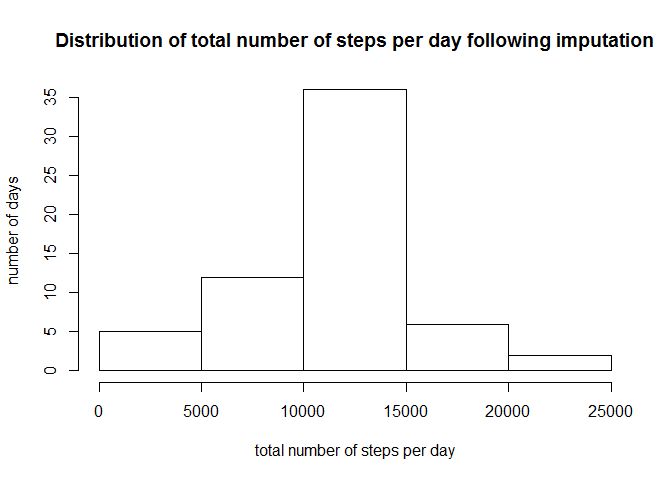 Distribution of total number of steps per day following imputation
35
30
25
20
15
10
5
0
number of days
0 5000 10000 15000 20000 25000
total number of steps per day